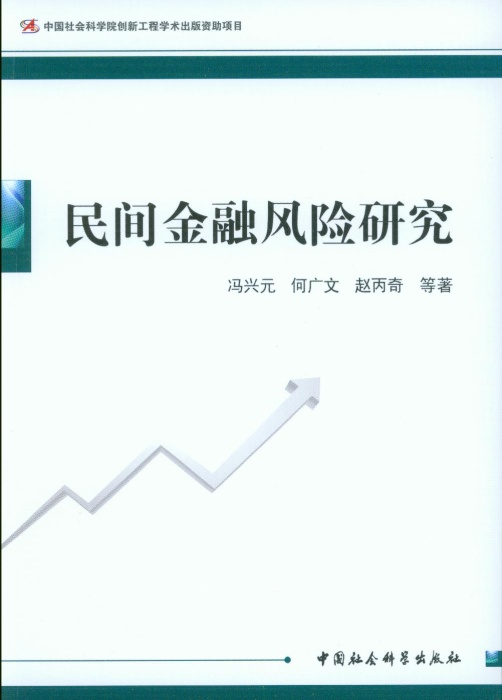 中国社会科学院创新工程学术出版资助项目
民间金融风险研究
冯兴元 何广文 赵丙奇 等著
中国社会科学出版社